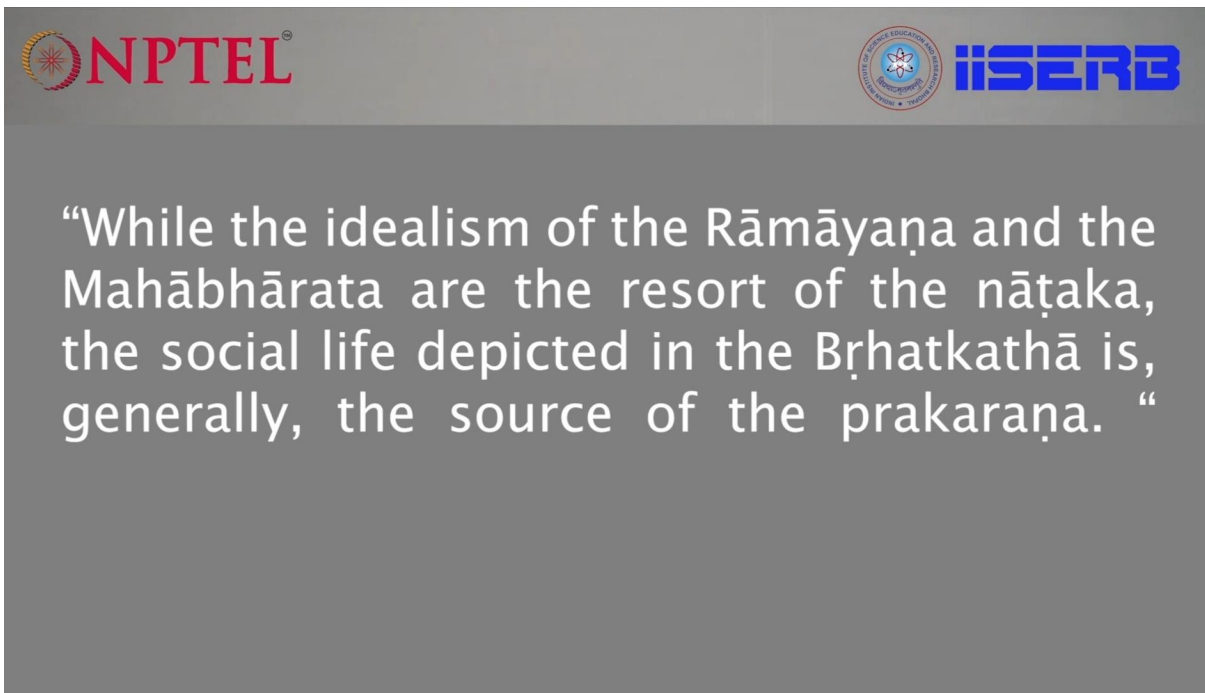 NPTEL
IISERB
“While the idealism of the Rāmāyaṇa and the
Mahābhārata are the resort of the nāṭaka,
the social life depicted in the Bṛhatkathā is,
generally, the source of the prakaraṇa. “